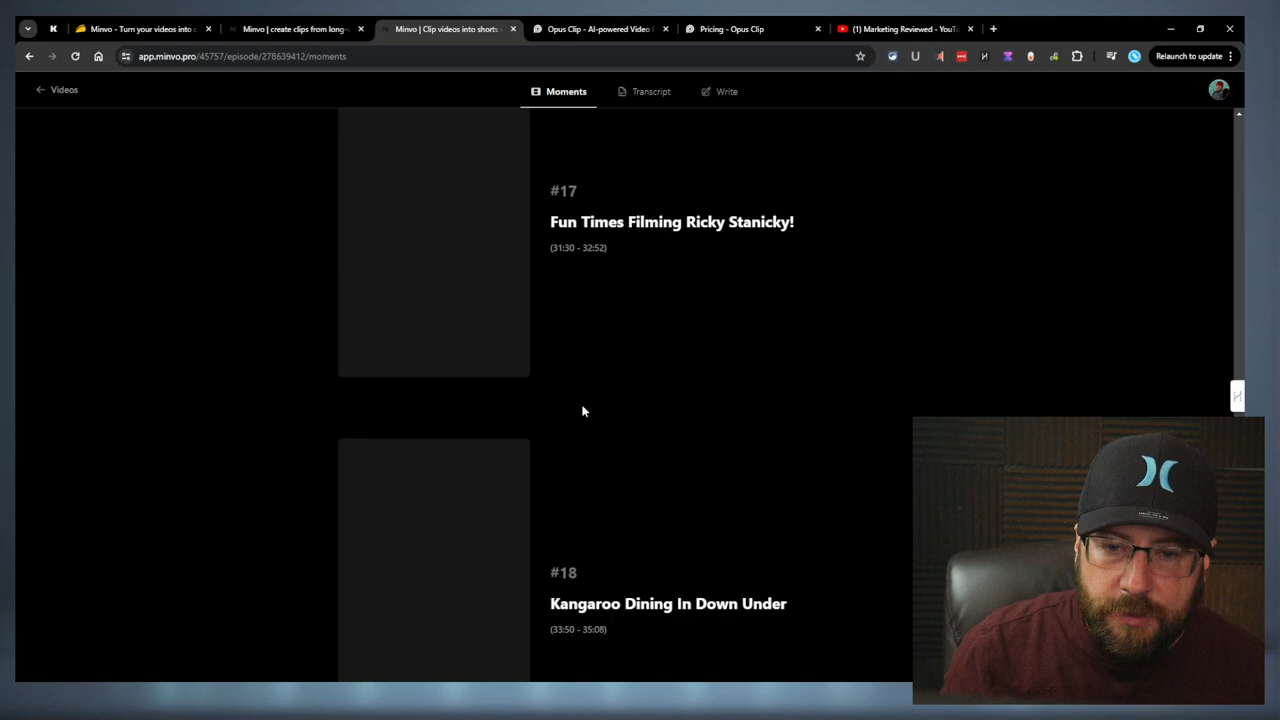 Minvo - Turn your videos into c
Minvo | create clips from long-
Minvo | Clip videos into shorts
Opus Clip - AI-powered Video
Pricing - Opus Clip
(1) Marketing Reviewed - YouTu
app.minvo.pro/45757/episode/278639412/moments
Relaunch to update
Videos
Moments
Transcript
Write
#17
Fun Times Filming Ricky Stanicky!
(31:30 - 32:52)
#18
Kangaroo Dining In Down Under
(33:50 - 35:08)